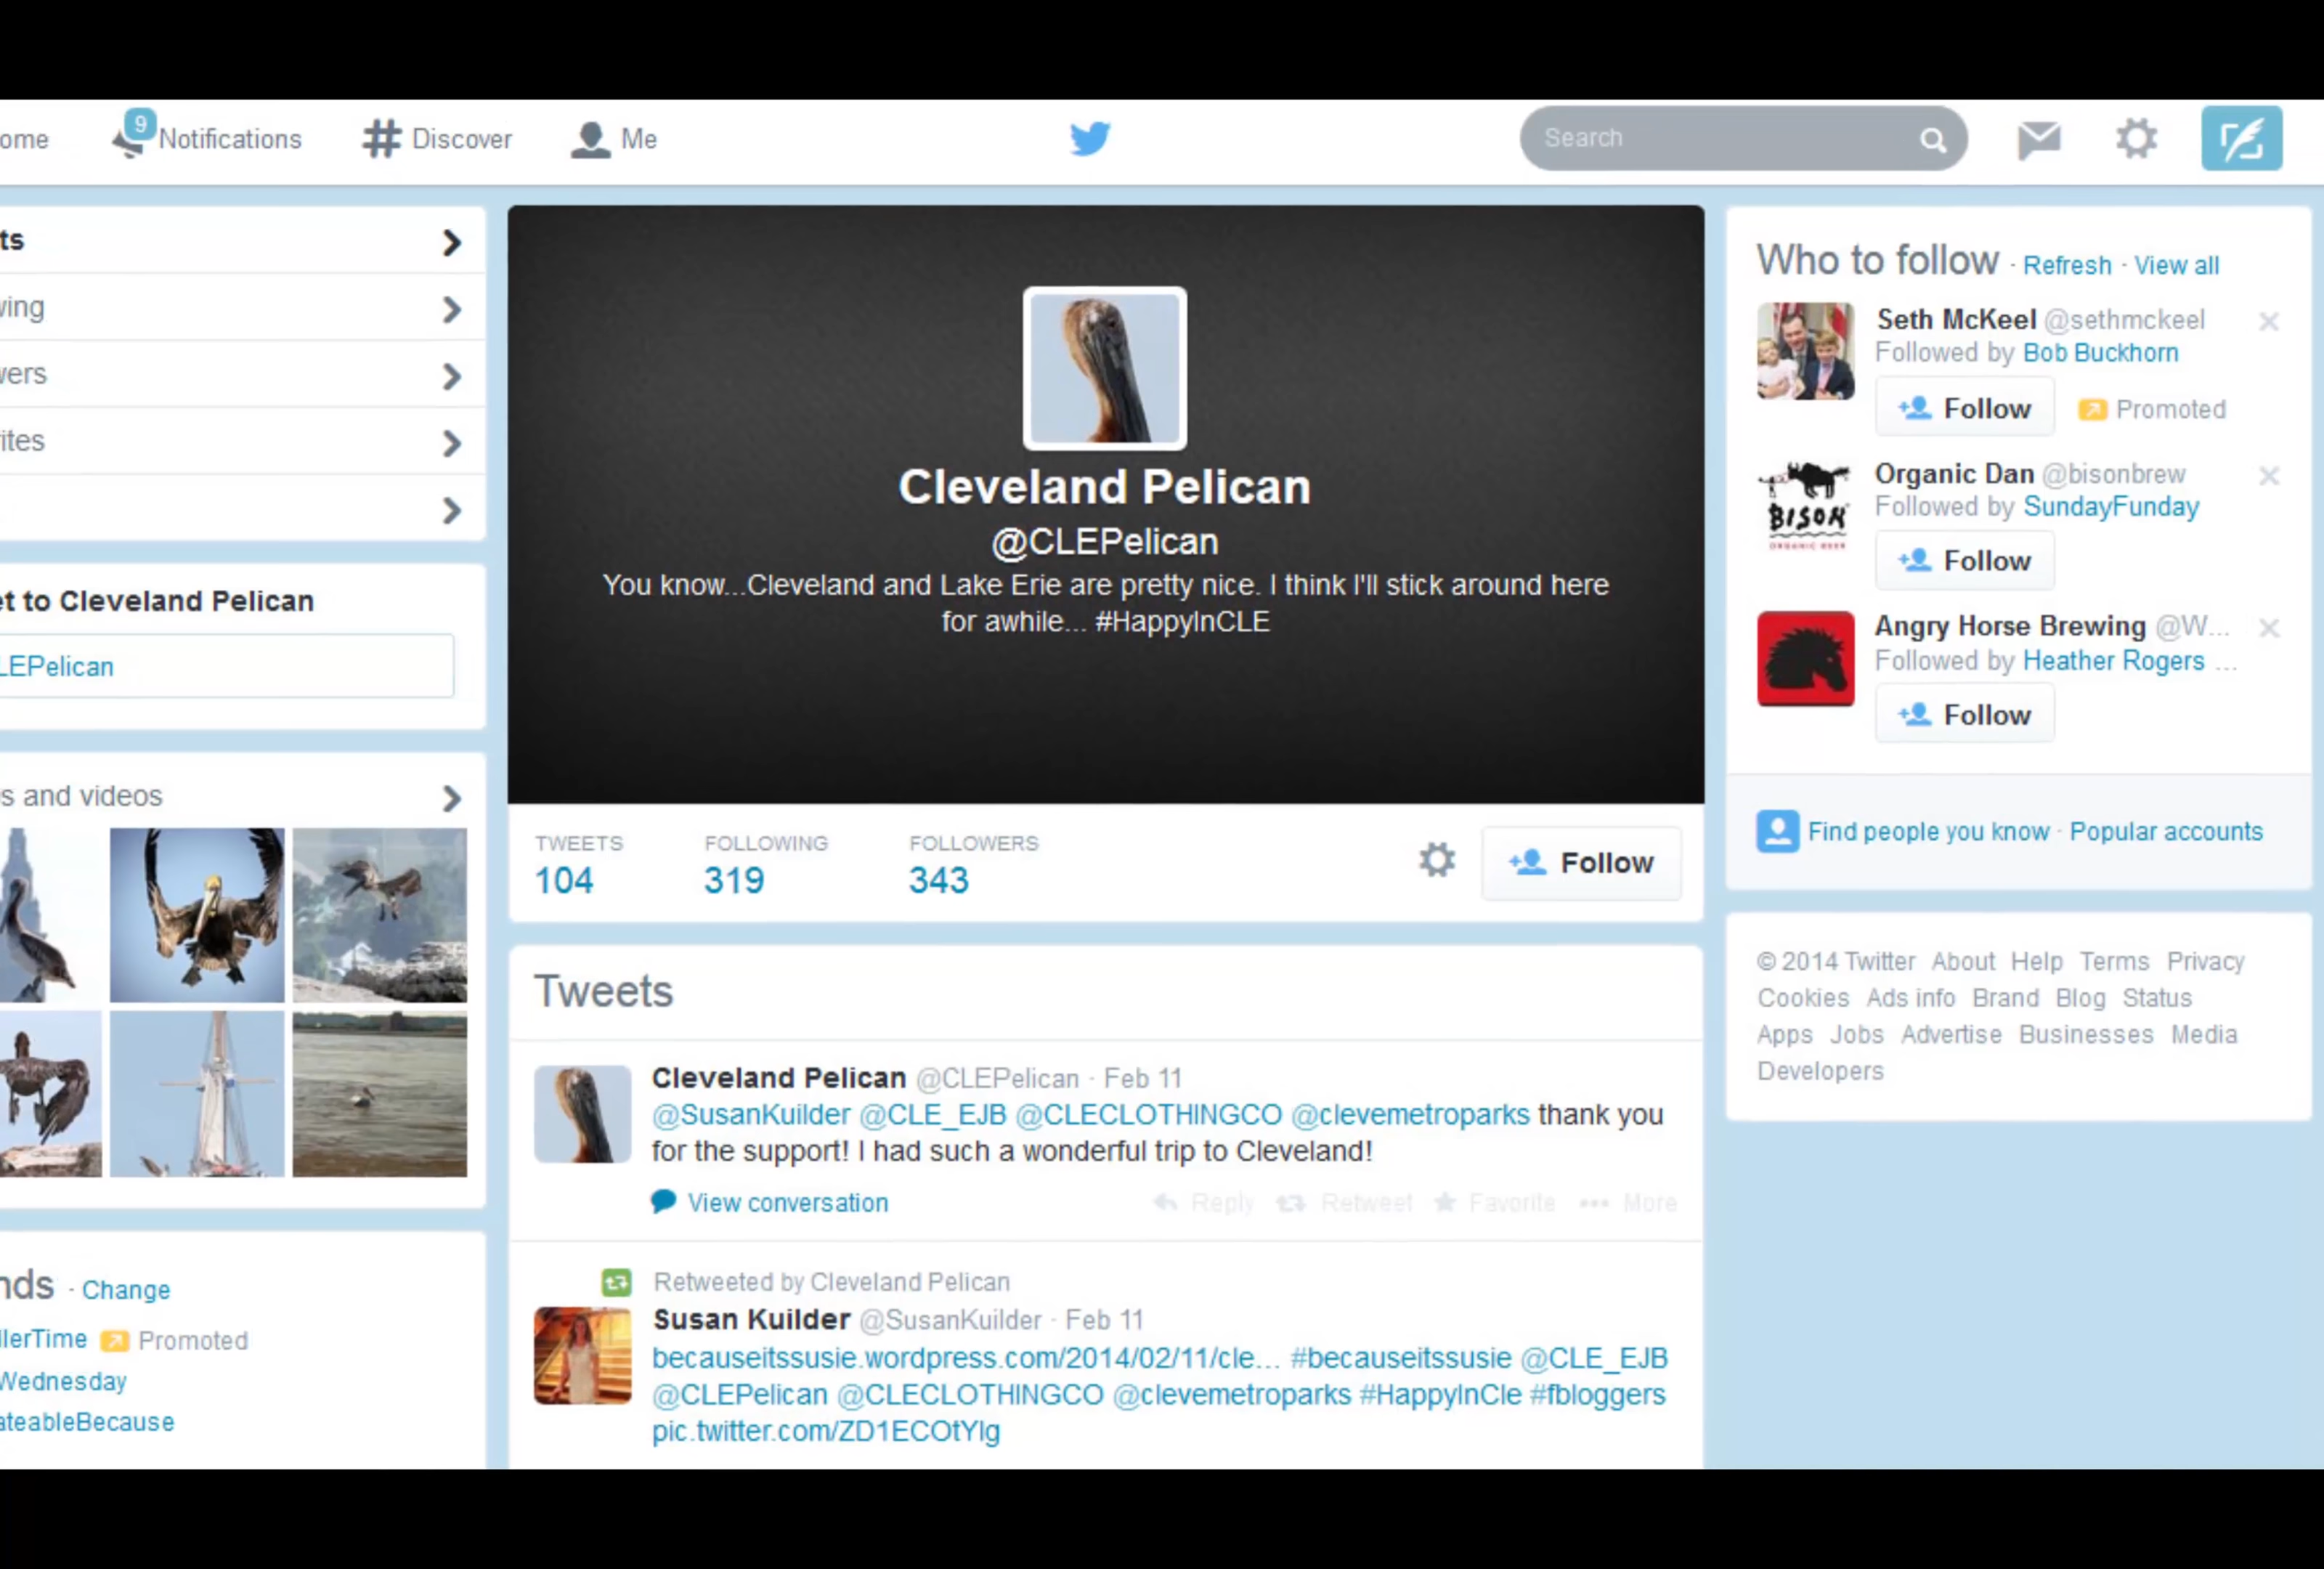 ome
9
Notifications
Discover
Me
Search
ts
wing
wers
ites
et to Cleveland Pelican
LEPelican
s and videos
nds · Change
llerTime Promoted
Wednesday
ateableBecause
Cleveland Pelican
@CLEPelican
You know...Cleveland and Lake Erie are pretty nice. I think I'll stick around here
for awhile... #HappyInCLE
TWEETS
104
FOLLOWING
319
FOLLOWERS
343
Follow
Tweets
Cleveland Pelican @CLEPelican · Feb 11
@SusanKuilder @CLE_EJB @CLECLOTHINGCO @clevemetroparks thank you
for the support! I had such a wonderful trip to Cleveland!
View conversation
Reply Retweet Favorite More
Retweeted by Cleveland Pelican
Susan Kuilder @SusanKuilder · Feb 11
becauseitssusie.wordpress.com/2014/02/11/cle... #becauseitssusie @CLE_EJB
@CLEPelican @CLECLOTHINGCO @clevemetroparks #HappyInCle #fbloggers
pic.twitter.com/ZD1ECOtYlg
Who to follow · Refresh · View all
Seth McKeel @sethmckeel
Followed by Bob Buckhorn
Follow Promoted
Organic Dan @bisonbrew
Followed by SundayFunday
BISON
ORGANIC BEER
Follow
Angry Horse Brewing @W...
Followed by Heather Rogers ...
Follow
Find people you know · Popular accounts
© 2014 Twitter About Help Terms Privacy
Cookies Ads info Brand Blog Status
Apps Jobs Advertise Businesses Media
Developers